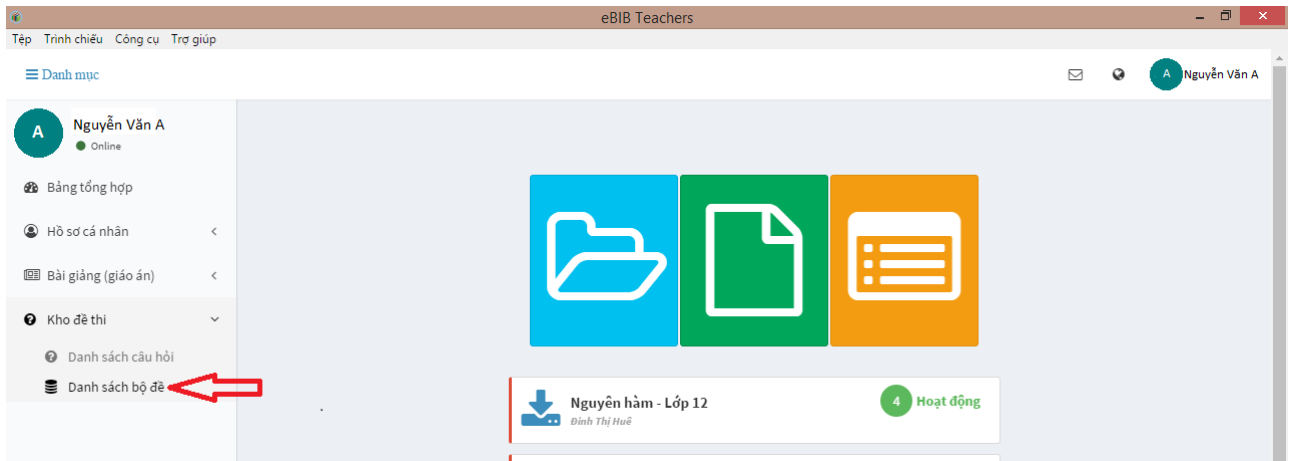 eBIB Teachers
Tệp Trình chiếu Công cụ Trợ giúp
Danh mục
A Nguyễn Văn A
A Nguyễn Văn A
Online
Bảng tổng hợp
Hồ sơ cá nhân
Bài giảng (giáo án)
Kho đề thi
Danh sách câu hỏi
Danh sách bộ đề
Nguyên hàm - Lớp 12
4 Hoạt động
Đinh Thị Huê